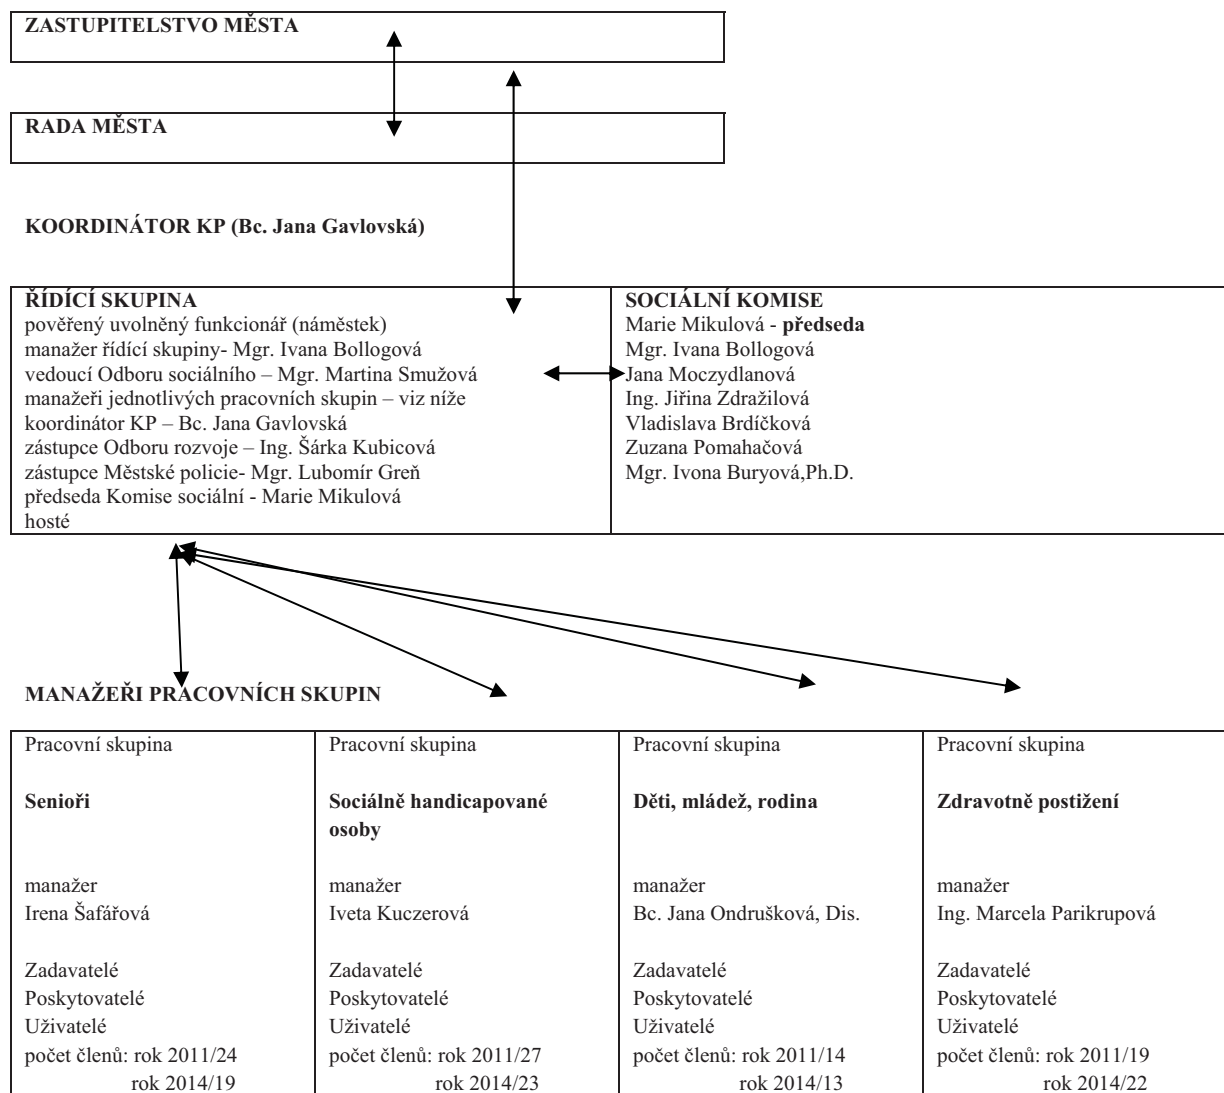 ZASTUPITELSTVO MĚSTA
RADA MĚSTA
KOORDINÁTOR KP (Bc. Jana Gavlovská)
ŘÍDÍCÍ SKUPINA
pověřený uvolněný funkcionář (náměstek)
manažer řídící skupiny- Mgr. Ivana Bollogová
vedoucí Odboru sociálního – Mgr. Martina Smužová
manažeři jednotlivých pracovních skupin – viz níže
koordinátor KP – Bc. Jana Gavlovská
zástupce Odboru rozvoje – Ing. Šárka Kubicová
zástupce Městské policie- Mgr. Lubomír Greň
předseda Komise sociální - Marie Mikulová
hosté
SOCIÁLNÍ KOMISE
Marie Mikulová - předseda
Mgr. Ivana Bollogová
Jana Moczydlanová
Ing. Jiřina Zdražilová
Vladislava Brdíčková
Zuzana Pomahačová
Mgr. Ivona Buryová,Ph.D.
MANAŽEŘI PRACOVNÍCH SKUPIN
Pracovní skupina
Senioři
manažer
Irena Šafářová
Zadavatelé
Poskytovatelé
Uživatelé
počet členů: rok 2011/24
rok 2014/19
Pracovní skupina
Sociálně handicapované
osoby
manažer
Iveta Kuczerová
Zadavatelé
Poskytovatelé
Uživatelé
počet členů: rok 2011/27
rok 2014/23
Pracovní skupina
Děti, mládež, rodina
manažer
Bc. Jana Ondrušková, Dis.
Zadavatelé
Poskytovatelé
Uživatelé
počet členů: rok 2011/14
rok 2014/13
Pracovní skupina
Zdravotně postižení
manažer
Ing. Marcela Parikrupová
Zadavatelé
Poskytovatelé
Uživatelé
počet členů: rok 2011/19
rok 2014/22